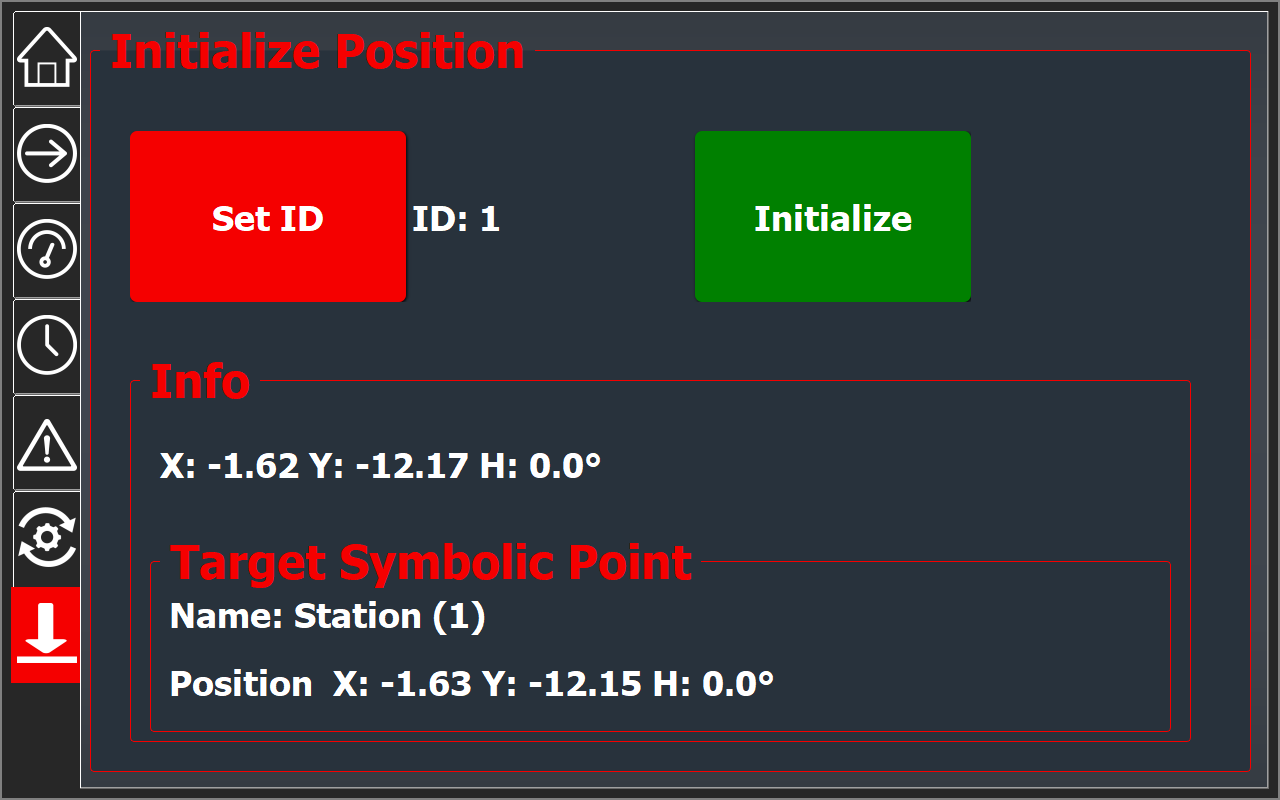 Initialize Position
Set ID
ID: 1
Initialize
Info
X: -1.62 Y: -12.17 H: 0.0°
Target Symbolic Point
Name: Station (1)
Position  X: -1.63 Y: -12.15 H: 0.0°